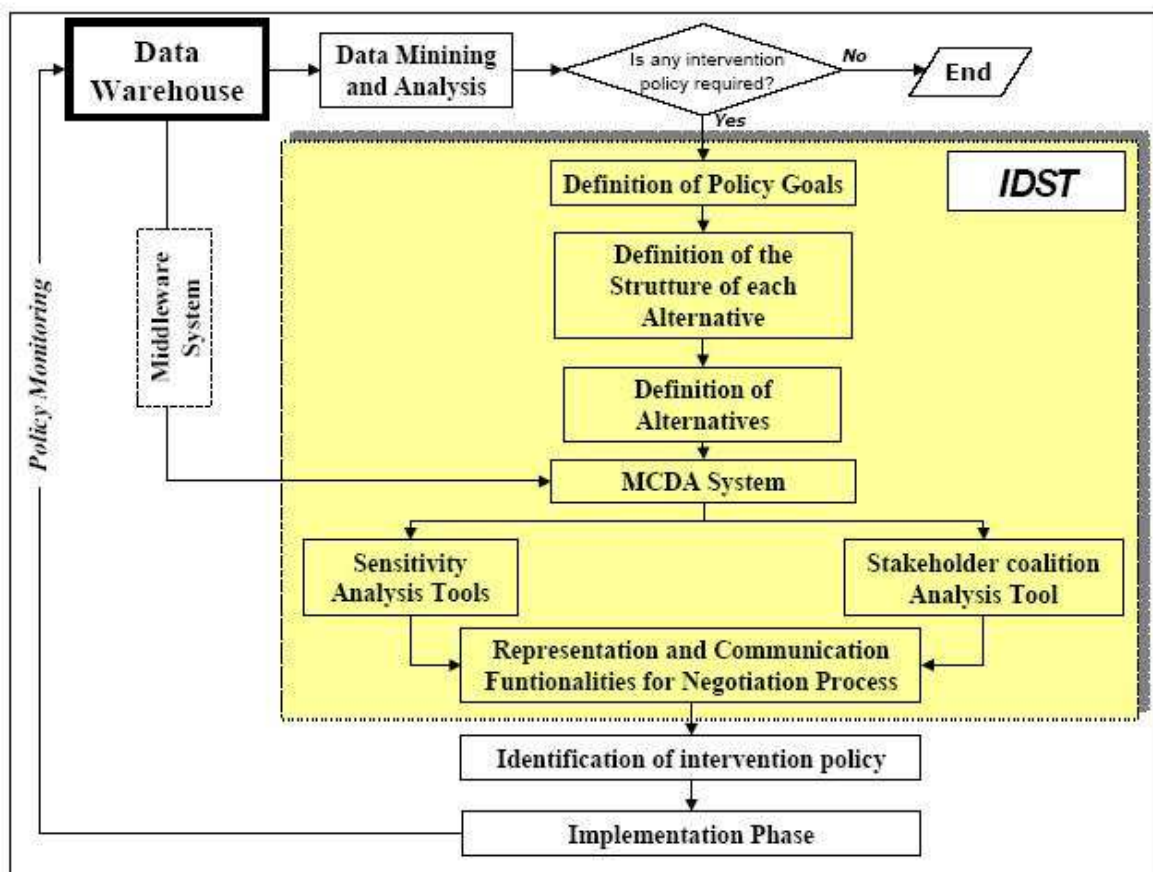 Data
Warehouse
Data Minining
and Analysis
Is any intervention
policy required?
No
End
Yes
IDST
Definition of Policy Goals
Definition of the
Strutture of each
Alternative
Definition of
Alternatives
Middleware
System
Policy Monitoring
MCDA System
Sensitivity
Analysis Tools
Stakeholder coalition
Analysis Tool
Representation and Communication
Funtionalities for Negotiation Process
Identification of intervention policy
Implementation Phase